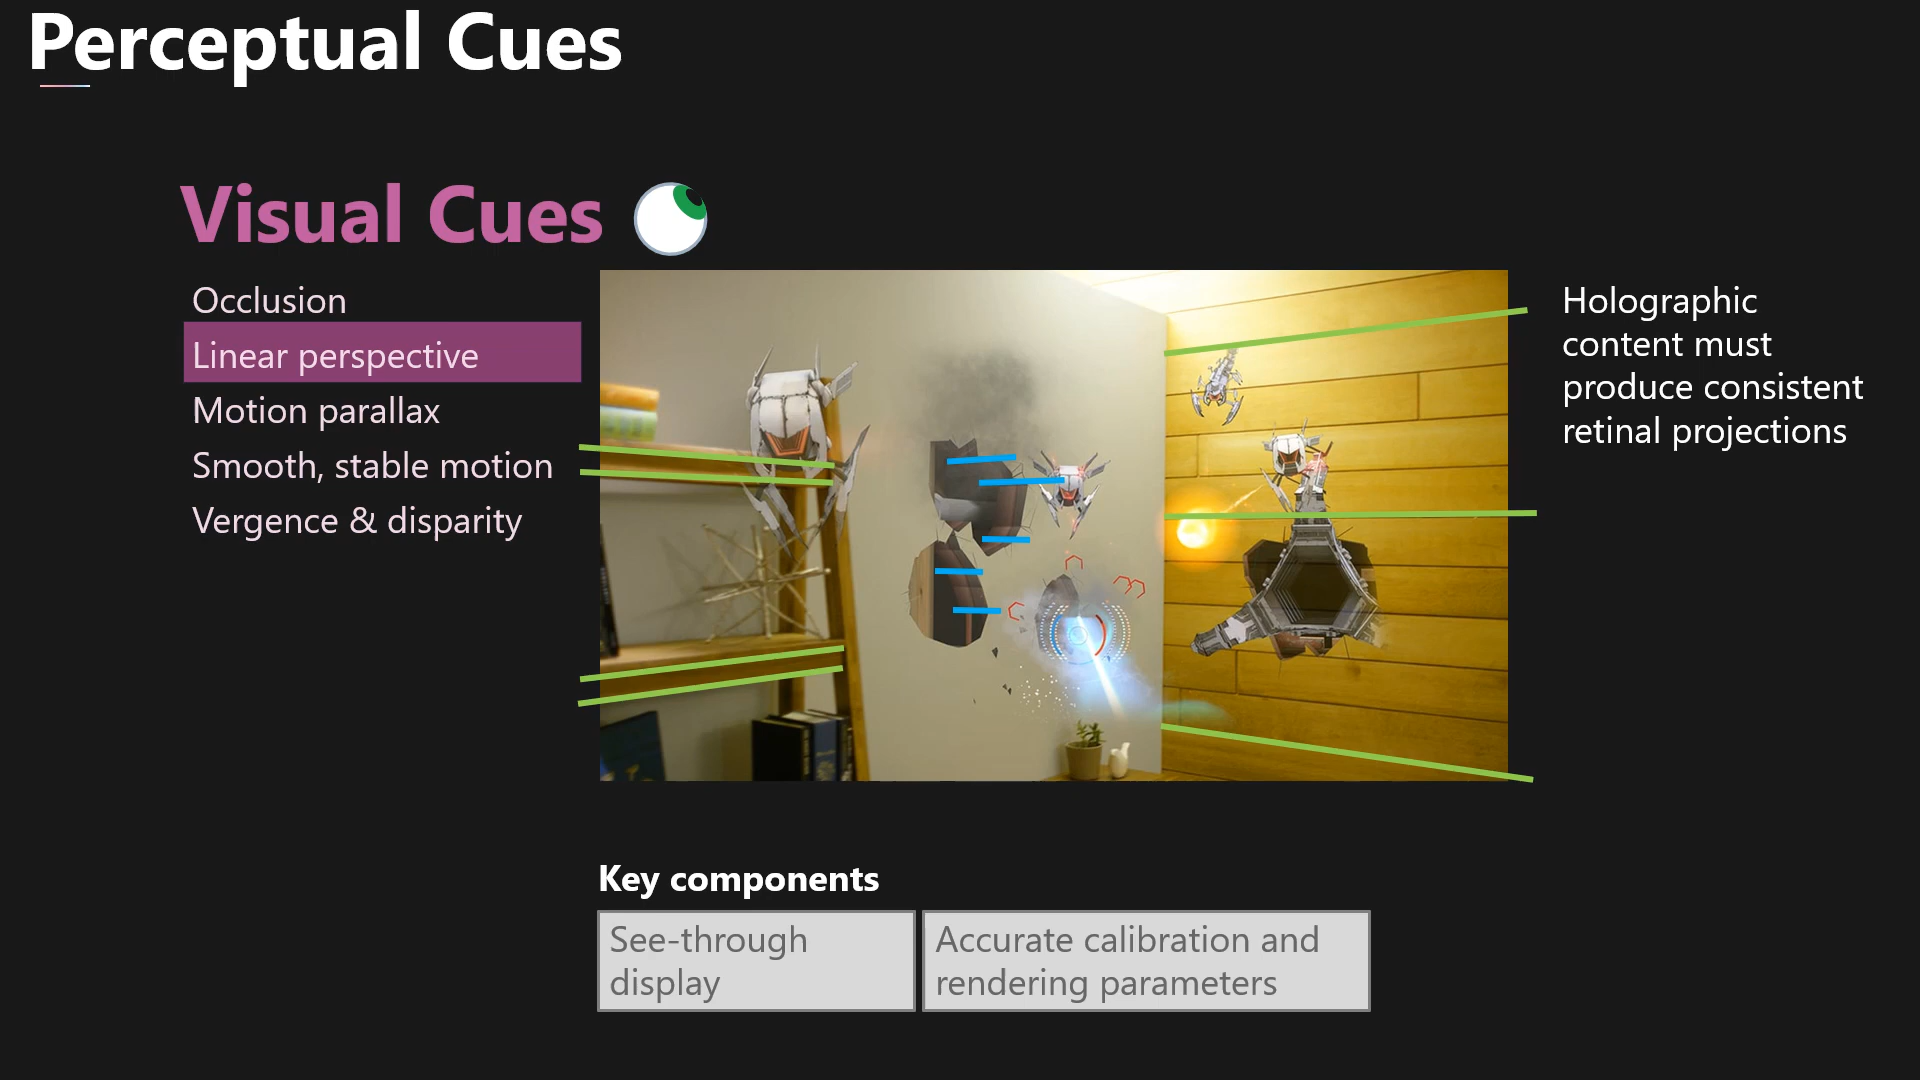 Perceptual Cues
Visual Cues
Occlusion
Linear perspective
Motion parallax
Smooth, stable motion
Vergence & disparity
Holographic
content must
produce consistent
retinal projections
Key components
See-through
display
Accurate calibration and
rendering parameters